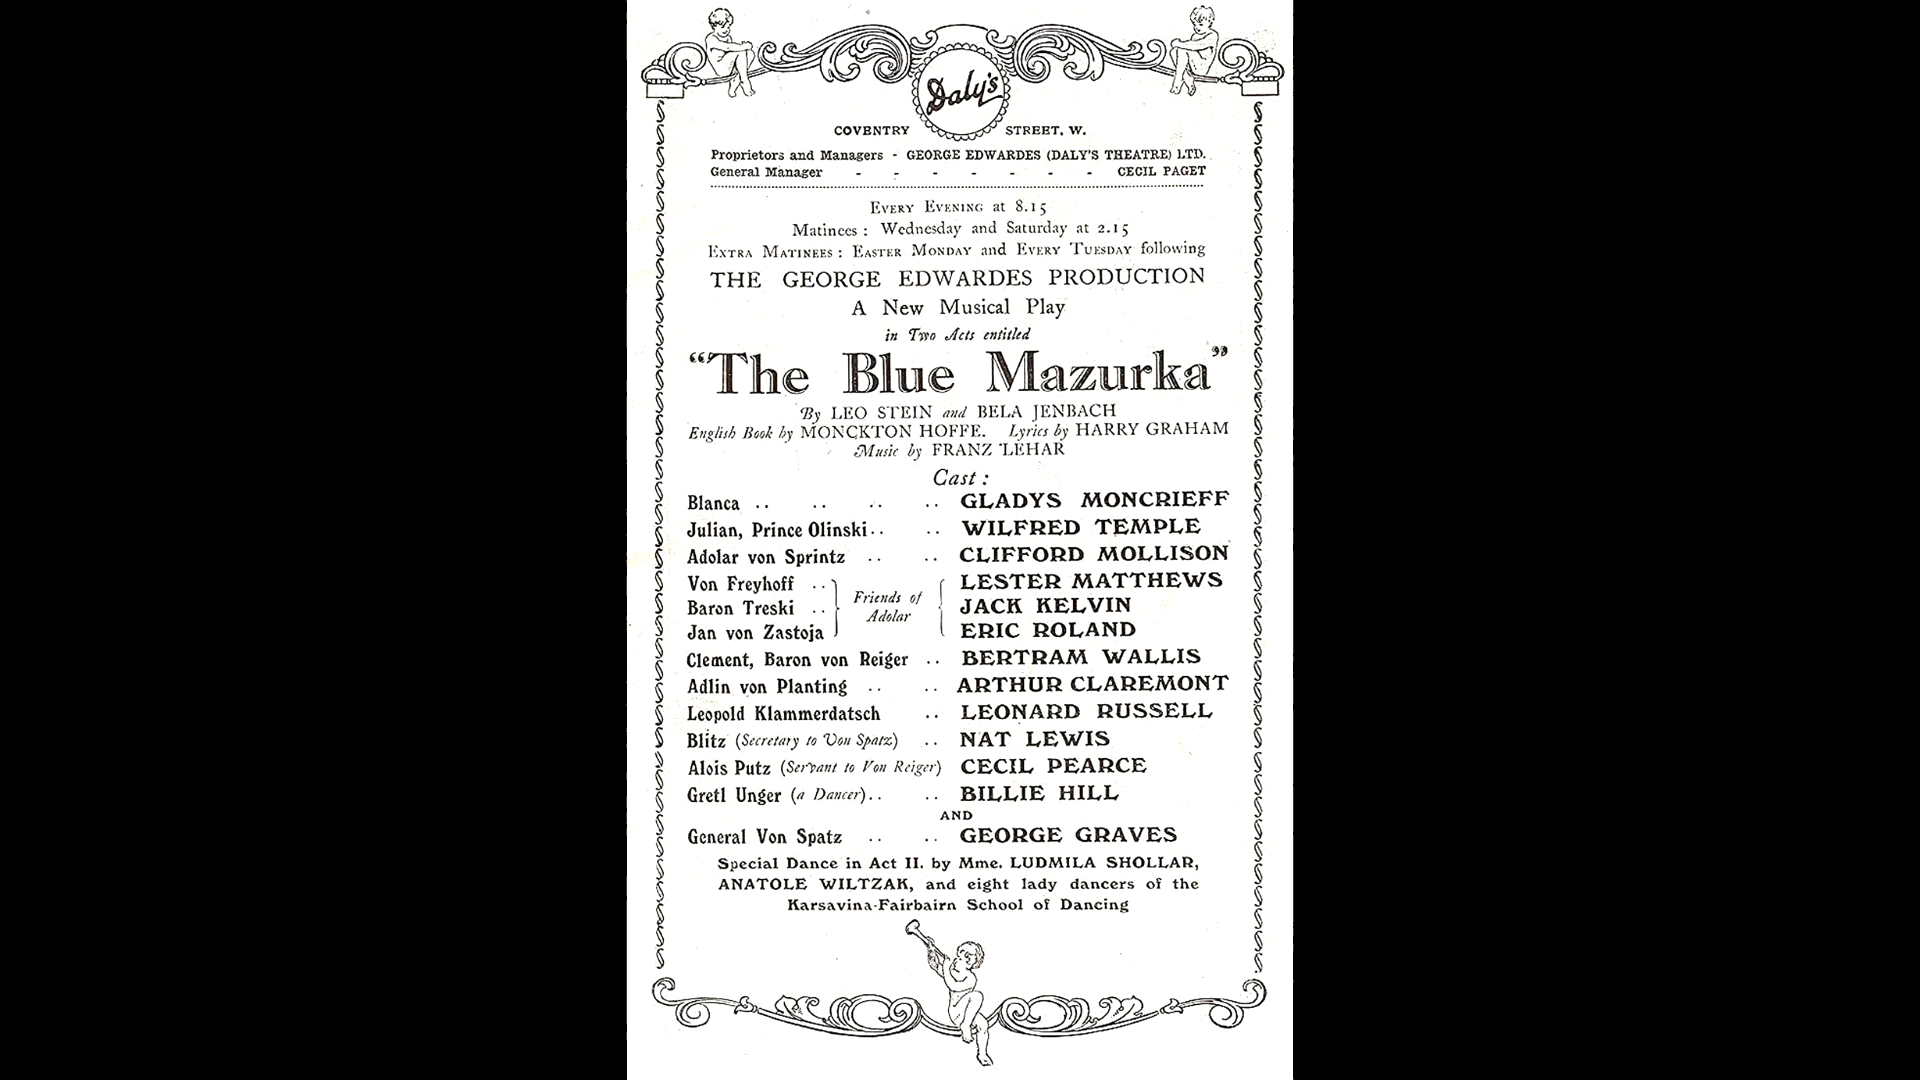 Daly's
COVENTRY STREET, W.
Proprietors and Managers - GEORGE EDWARDES (DALY'S THEATRE) LTD.
General Manager - - - - - - - CECIL PAGET
EVERY EVENING at 8.15
Matinees : Wednesday and Saturday at 2.15
EXTRA MATINEES : EASTER MONDAY and EVERY TUESDAY following
THE GEORGE EDWARDES PRODUCTION
A New Musical Play
in Two Acts entitled
“The Blue Mazurka”
By LEO STEIN and BELA JENBACH
English Book by MONCKTON HOFFE. Lyrics by HARRY GRAHAM
Music by FRANZ LEHAR
Cast :
Blanca .. .. .. .. GLADYS MONCRIEFF
Julian, Prince Olinski .. .. WILFRED TEMPLE
Adolar von Sprintz .. .. CLIFFORD MOLLISON
Von Freyhoff .. LESTER MATTHEWS
Baron Treski .. Friends of Adolar JACK KELVIN
Jan von Zastoja ERIC ROLAND
Clement, Baron von Reiger .. BERTRAM WALLIS
Adlin von Planting .. .. ARTHUR CLAREMONT
Leopold Klammerdatsch .. LEONARD RUSSELL
Blitz (Secretary to Von Spatz) .. NAT LEWIS
Alois Putz (Servant to Von Reiger) CECIL PEARCE
Gretl Unger (a Dancer) .. .. BILLIE HILL
AND
General Von Spatz .. .. GEORGE GRAVES
Special Dance in Act II. by Mme. LUDMILA SHOLLAR,
ANATOLE WILTZAK, and eight lady dancers of the
Karsavina-Fairbairn School of Dancing